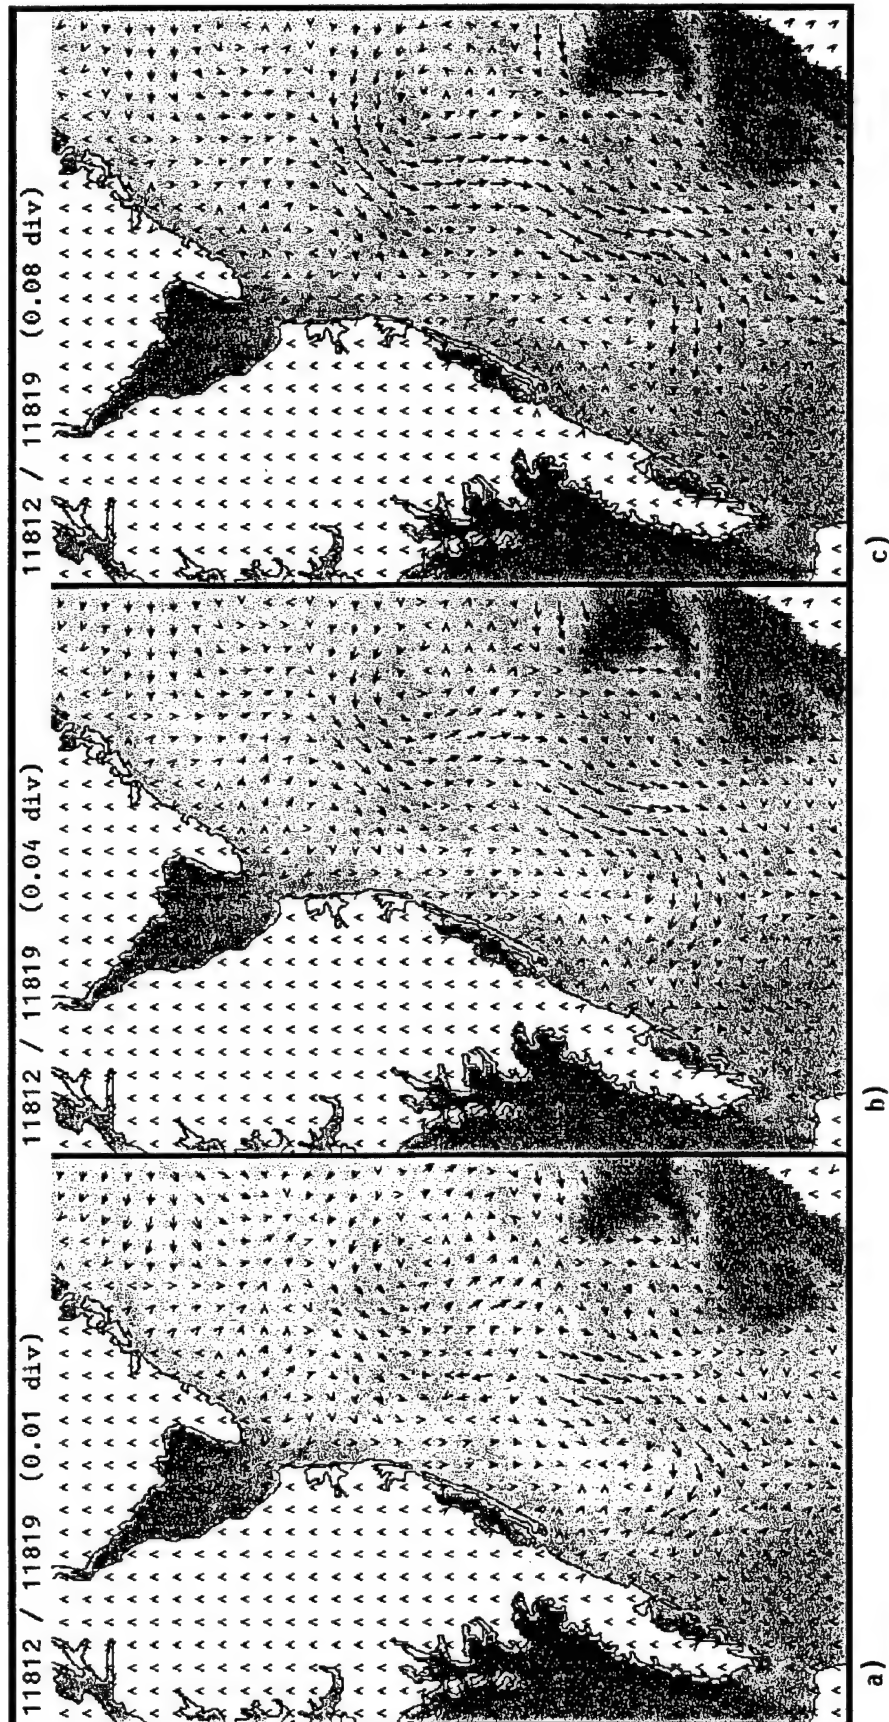 11812 / 11819 (0.01 div)
11812 / 11819 (0.04 div)
11812 / 11819 (0.08 div)
a)
b)
c)